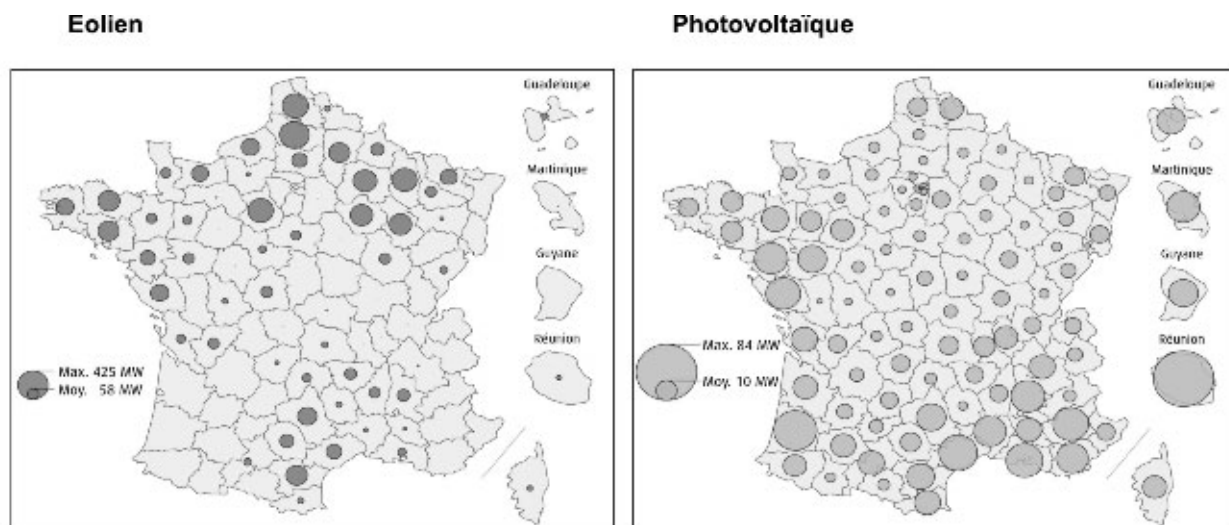 Eolien
Photovoltaïque
Guadeloupe
Martinique
Guyane
Réunion
Max. 425 MW
Moy. 58 MW
Guadeloupe
Martinique
Guyane
Réunion
Max. 84 MW
Moy. 10 MW